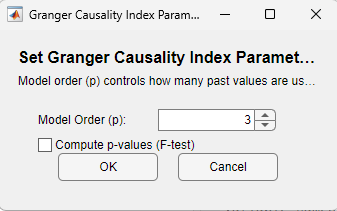 Granger Causality Index Param...
Set Granger Causality Index Paramet...
Model order (p) controls how many past values are us...
Model Order (p):
3
Compute p-values (F-test)
OK
Cancel